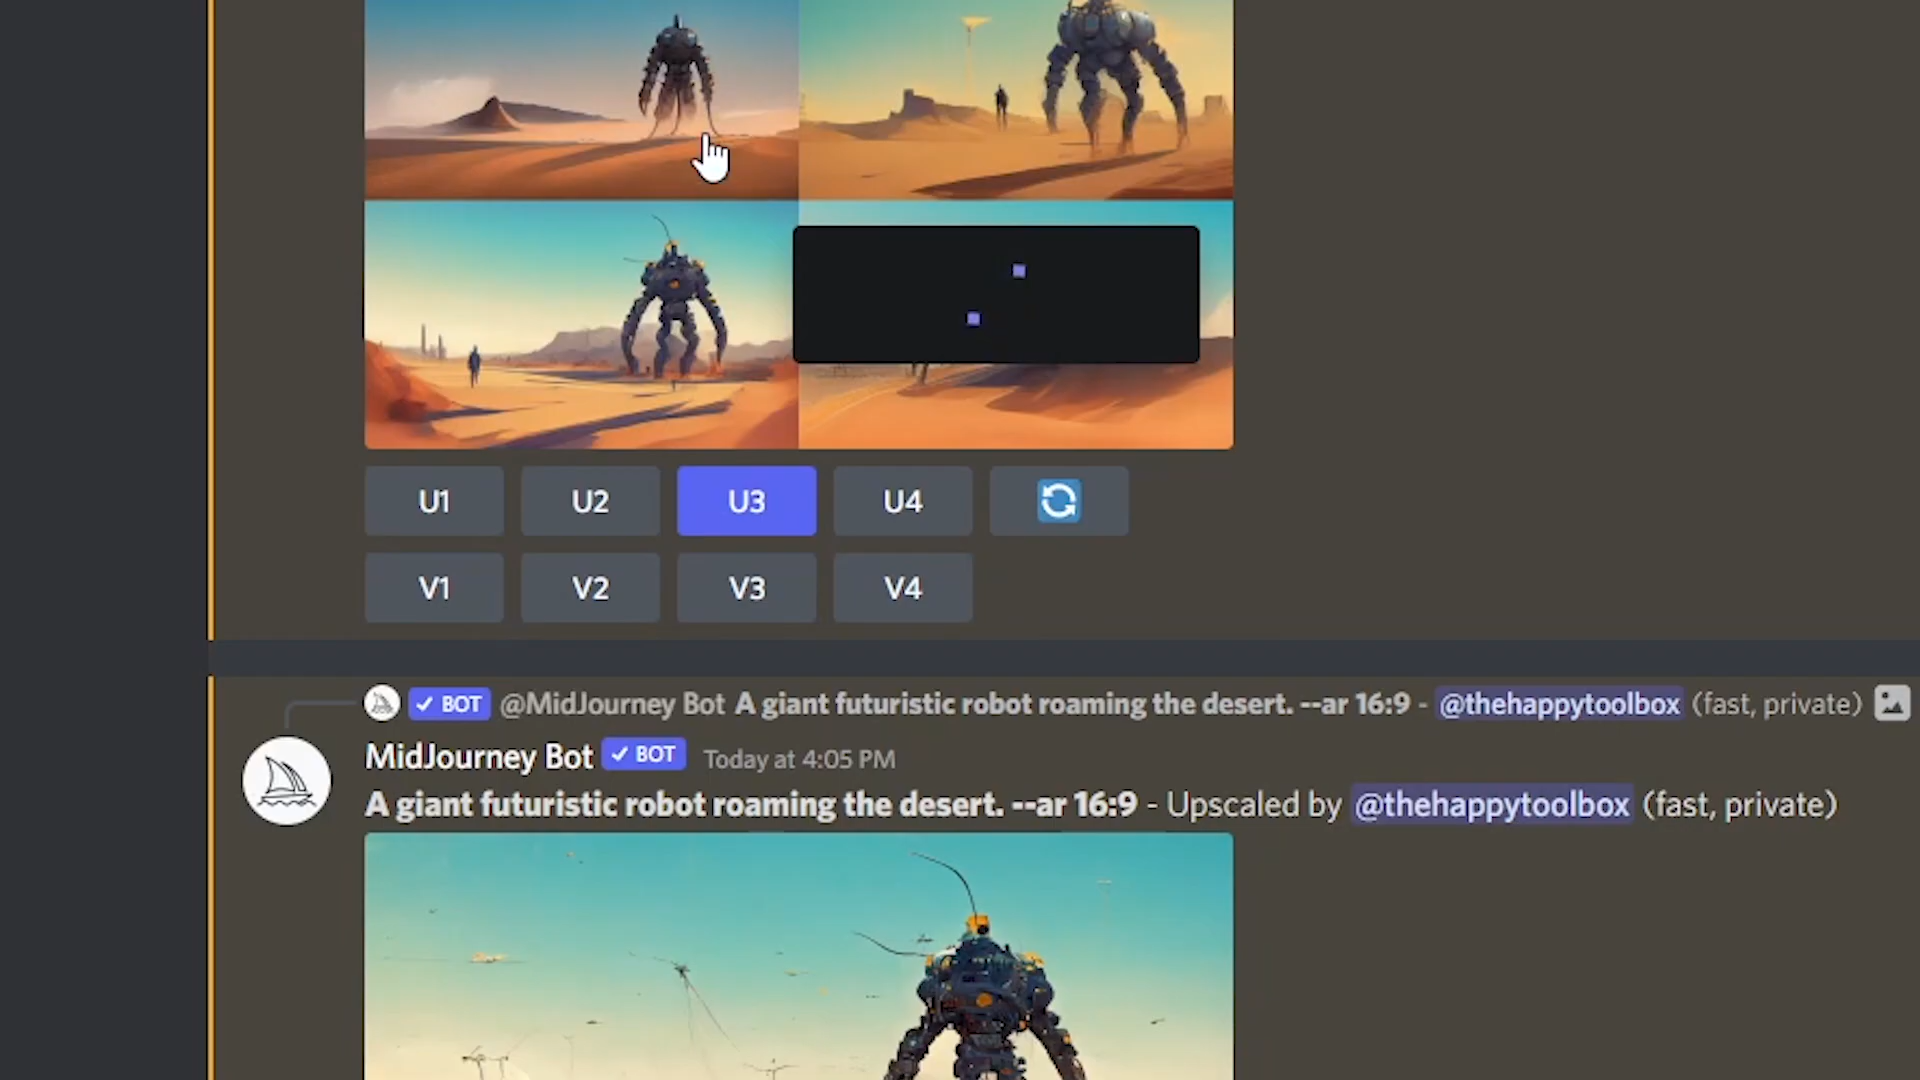 U1 U2 U3 U4
V1 V2 V3 V4
BOT @MidJourney Bot A giant futuristic robot roaming the desert. --ar 16:9 - @thehappytoolbox (fast, private)
MidJourney Bot BOT Today at 4:05 PM
A giant futuristic robot roaming the desert. --ar 16:9 - Upscaled by @thehappytoolbox (fast, private)